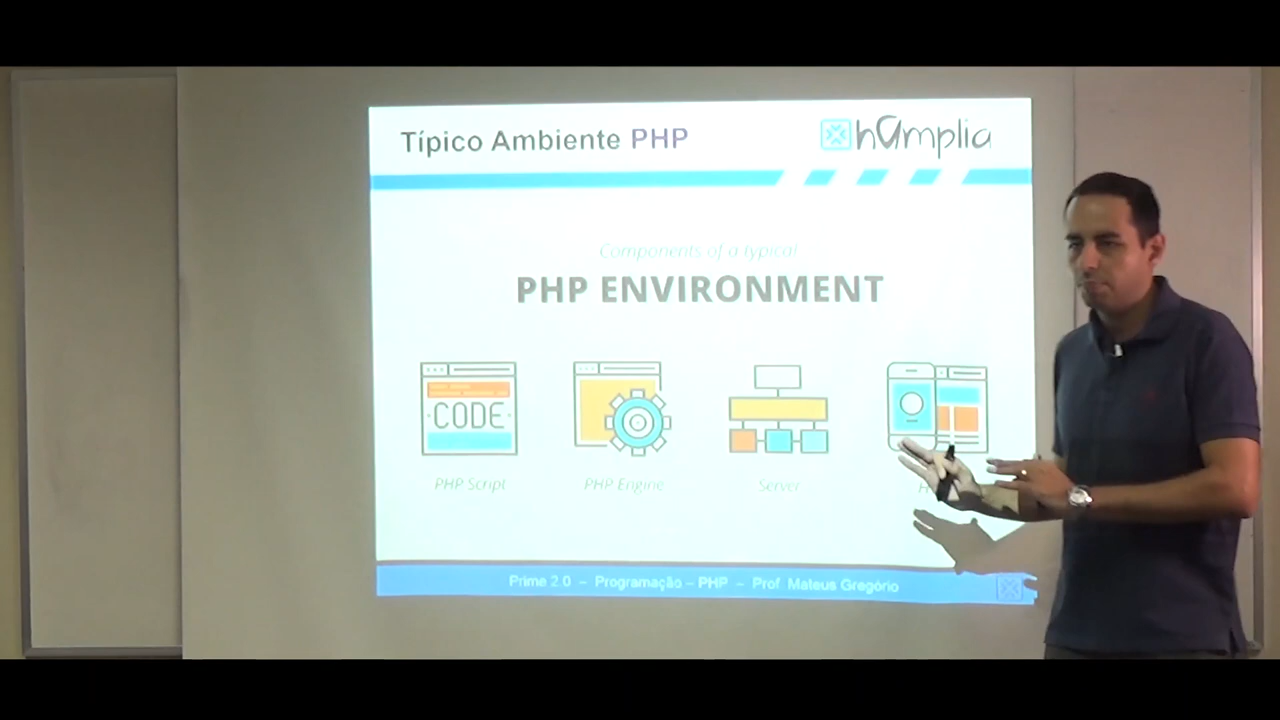 Típico Ambiente PHP
hamplia
Components of a typical
PHP ENVIRONMENT
CODE
PHP Script
PHP Engine
Server
Prime 2.0 – Programação – PHP – Prof Mateus Gregório